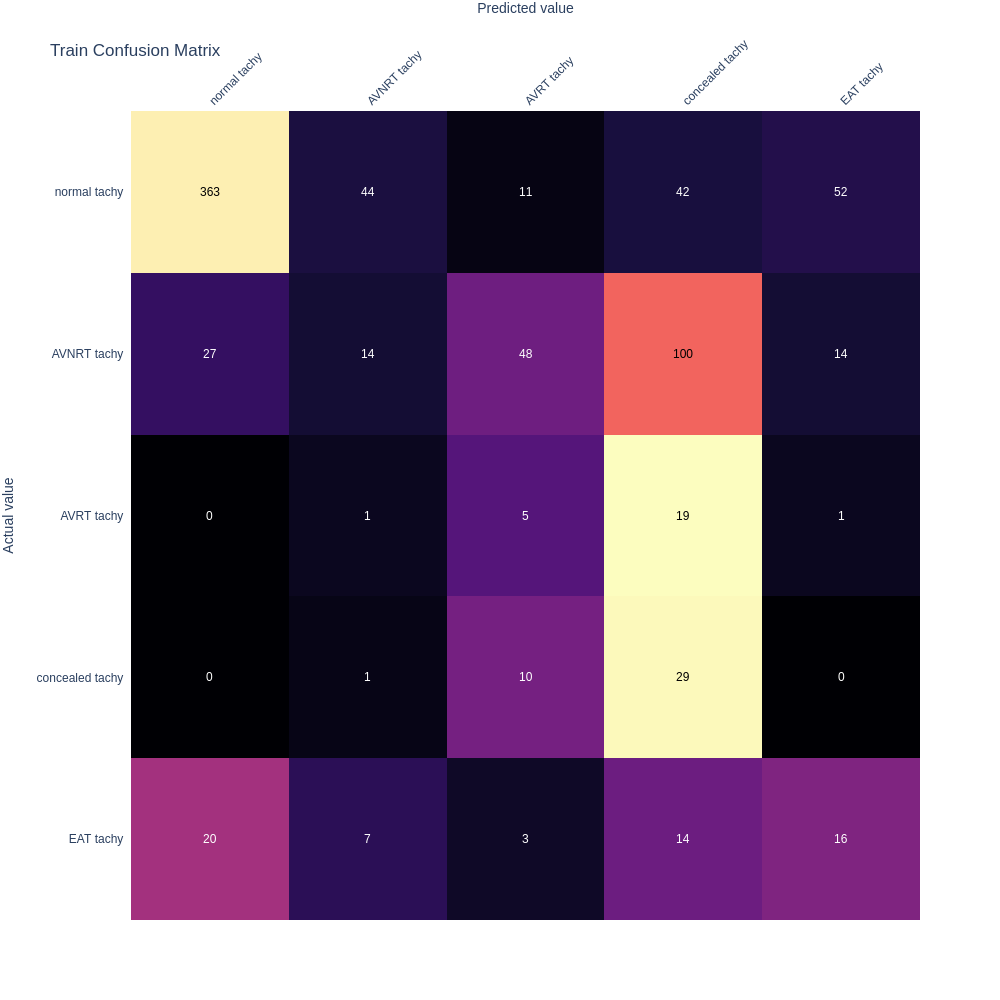 Predicted value
Train Confusion Matrix
normal tachy
AVNRT tachy
AVRT tachy
concealed tachy
EAT tachy
normal tachy 363 44 11 42 52
AVNRT tachy 27 14 48 100 14
AVRT tachy 0 1 5 19 1
concealed tachy 0 1 10 29 0
EAT tachy 20 7 3 14 16
Actual value